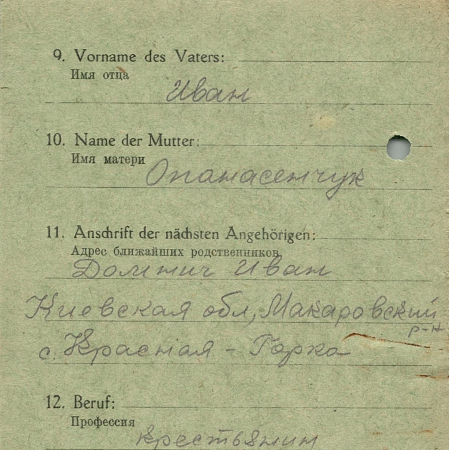 9. Vorname des Vaters:
Имя отца
Иван
10. Name der Mutter:
Имя матери
Опанасенчук
11. Anschrift der nächsten Angehörigen:
Адрес ближайших родственников
Иван
Киевская обл, Макаровский
р-н
с. Красная - Горка
12. Beruf:
Профессия
крестьянин